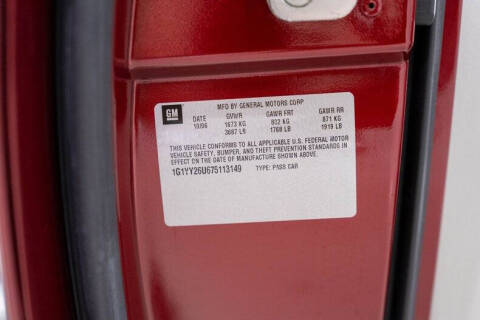 GM
MFD BY GENERAL MOTORS CORP
DATE GVWR GAWR FRT GAWR RR
10/06 1673 KG 802 KG 871 KG
3687 LB 1768 LB 1919 LB
THIS VEHICLE CONFORMS TO ALL APPLICABLE U.S. FEDERAL MOTOR
VEHICLE SAFETY, BUMPER, AND THEFT PREVENTION STANDARDS IN
EFFECT ON THE DATE OF MANUFACTURE SHOWN ABOVE.
1G1YY26U675113149 TYPE: PASS CAR